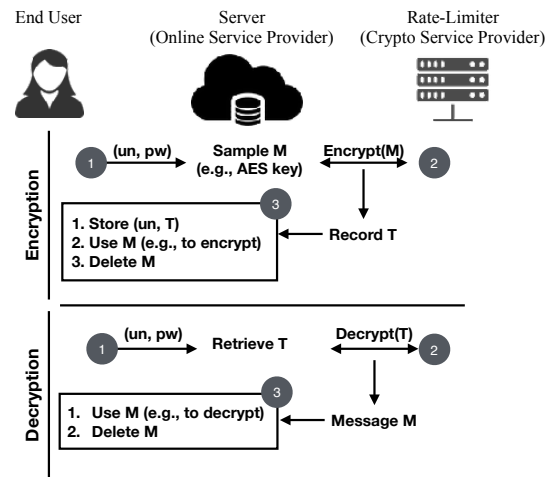 End User
Server
(Online Service Provider)
Rate-Limiter
(Crypto Service Provider)
Encryption
1
(un, pw)
Sample M
(e.g., AES key)
Encrypt(M)
2
3
1. Store (un, T)
2. Use M (e.g., to encrypt)
3. Delete M
Record T
Decryption
1
(un, pw)
Retrieve T
Decrypt(T)
2
3
1. Use M (e.g., to decrypt)
2. Delete M
Message M